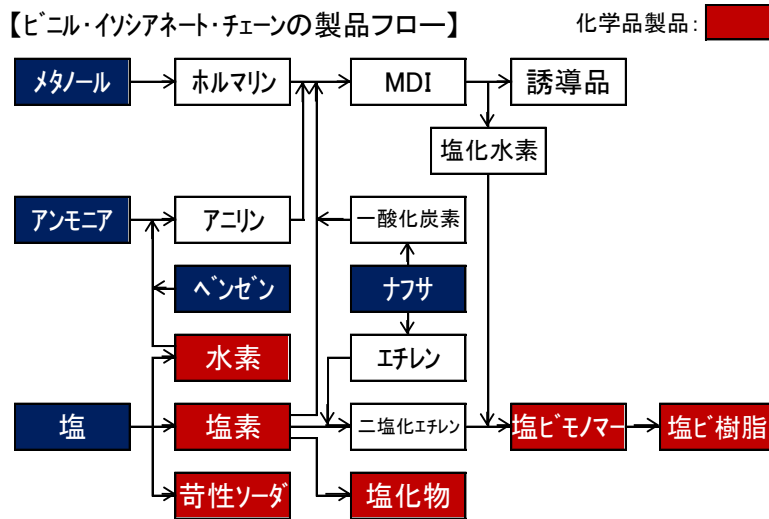 【ビニル・イソシアネート・チェーンの製品フロー】
化学品製品：
メタノール
ホルマリン
MDI
誘導品
塩化水素
アンモニア
アニリン
一酸化炭素
ベンゼン
ナフサ
水素
エチレン
塩
塩素
二塩化エチレン
塩ビモノマー
塩ビ樹脂
苛性ソーダ
塩化物